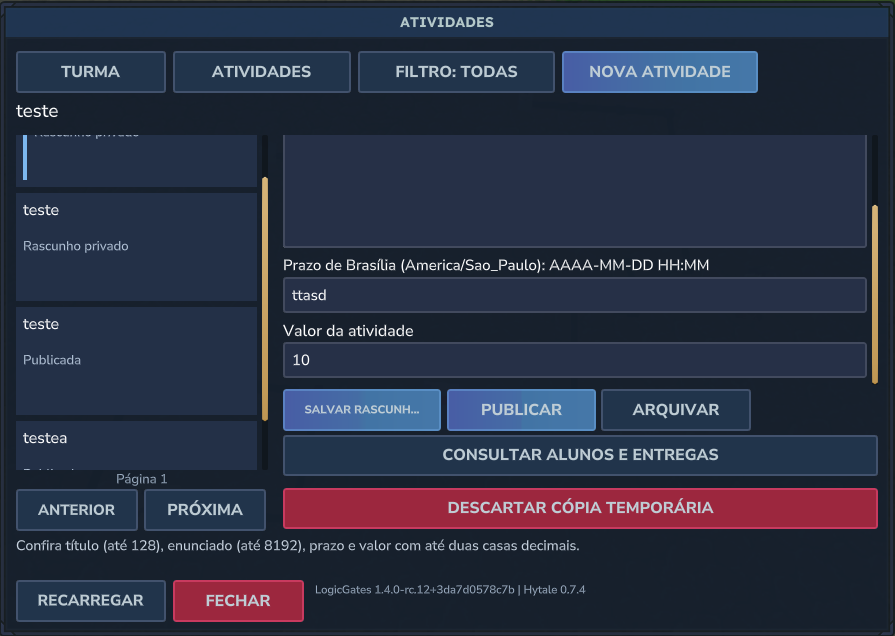 ATIVIDADES
TURMA
ATIVIDADES
FILTRO: TODAS
NOVA ATIVIDADE
teste
Rascunho privado
teste
Rascunho privado
teste
Publicada
testea
Página 1
ANTERIOR
PRÓXIMA
Prazo de Brasília (America/Sao_Paulo): AAAA-MM-DD HH:MM
ttasd
Valor da atividade
10
SALVAR RASCUNH...
PUBLICAR
ARQUIVAR
CONSULTAR ALUNOS E ENTREGAS
DESCARTAR CÓPIA TEMPORÁRIA
Confira título (até 128), enunciado (até 8192), prazo e valor com até duas casas decimais.
RECARREGAR
FECHAR
LogicGates 1.4.0-rc.12+3da7d0578c7b | Hytale 0.7.4